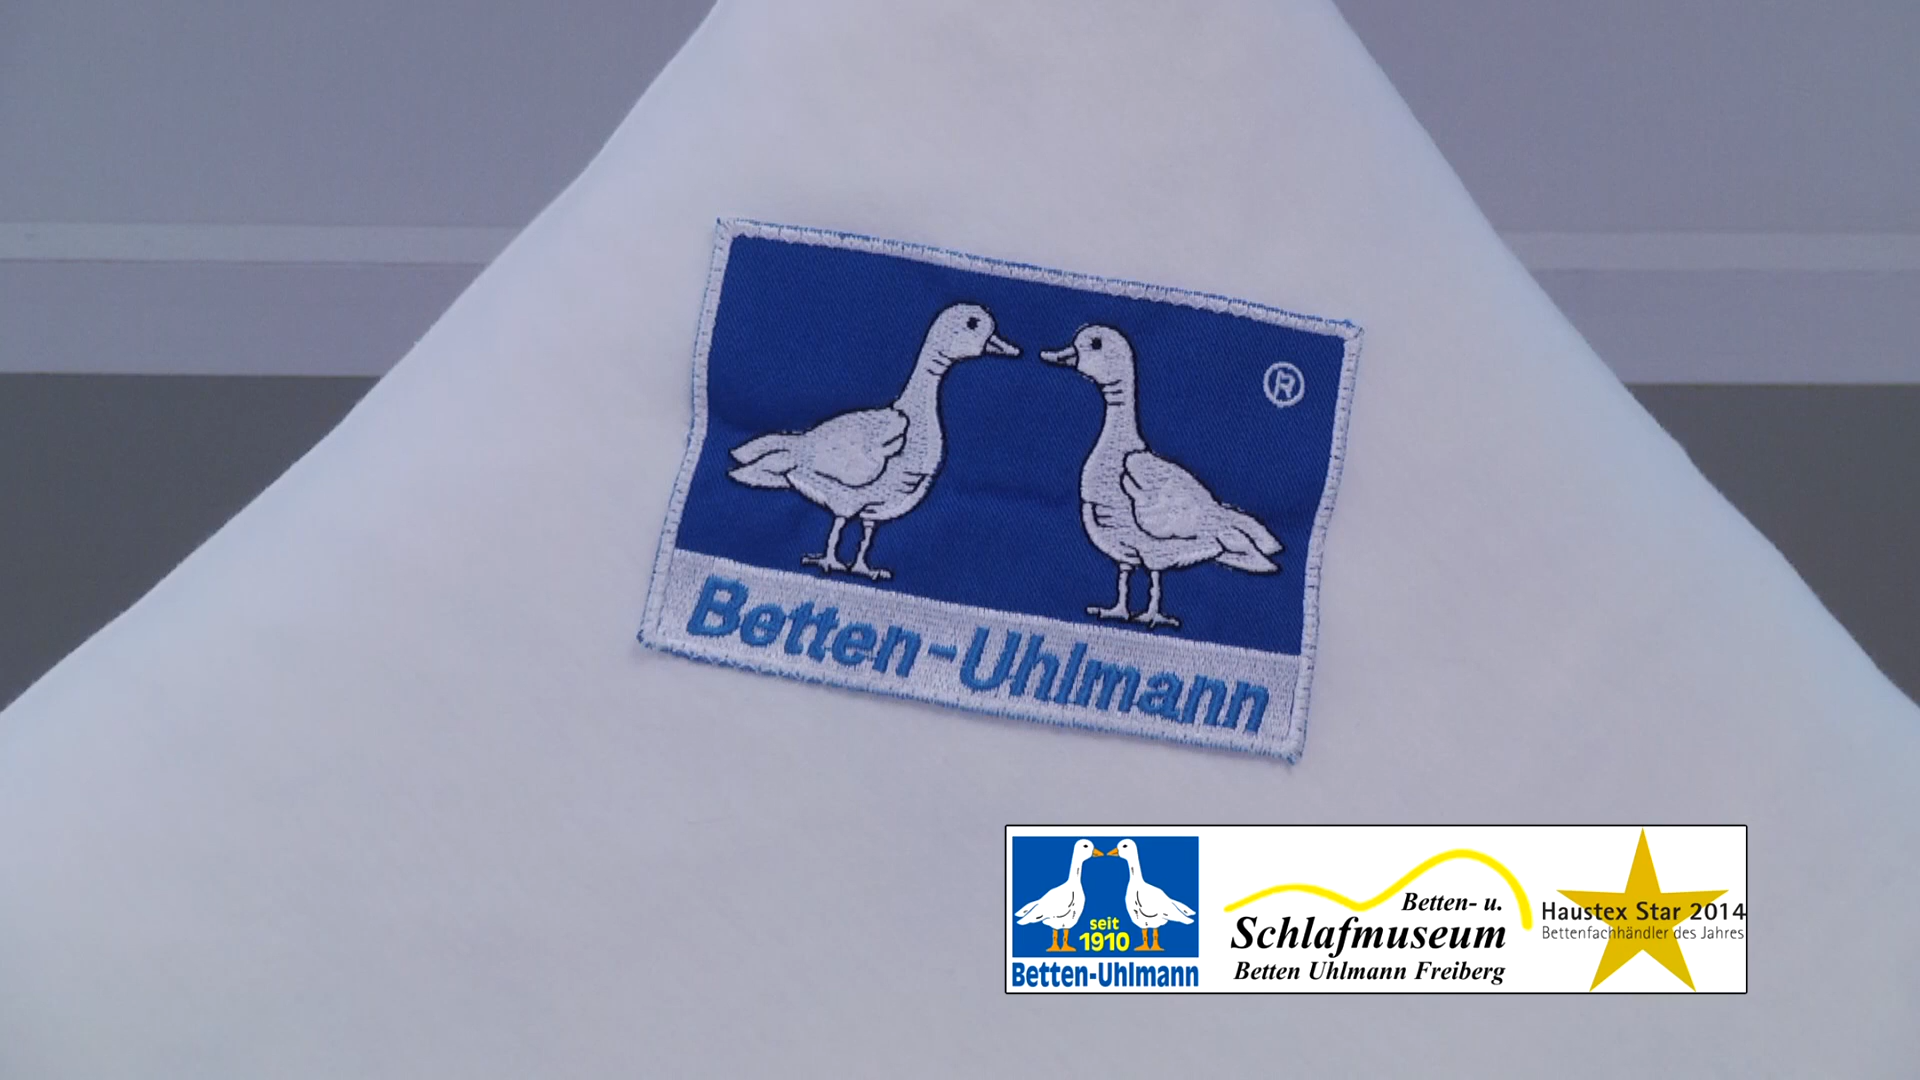 ®
Betten-Uhlmann
seit
1910
Betten-Uhlmann
Betten- u.
Schlafmuseum
Betten Uhlmann Freiberg
Haustex Star 2014
Bettenfachhändler des Jahres